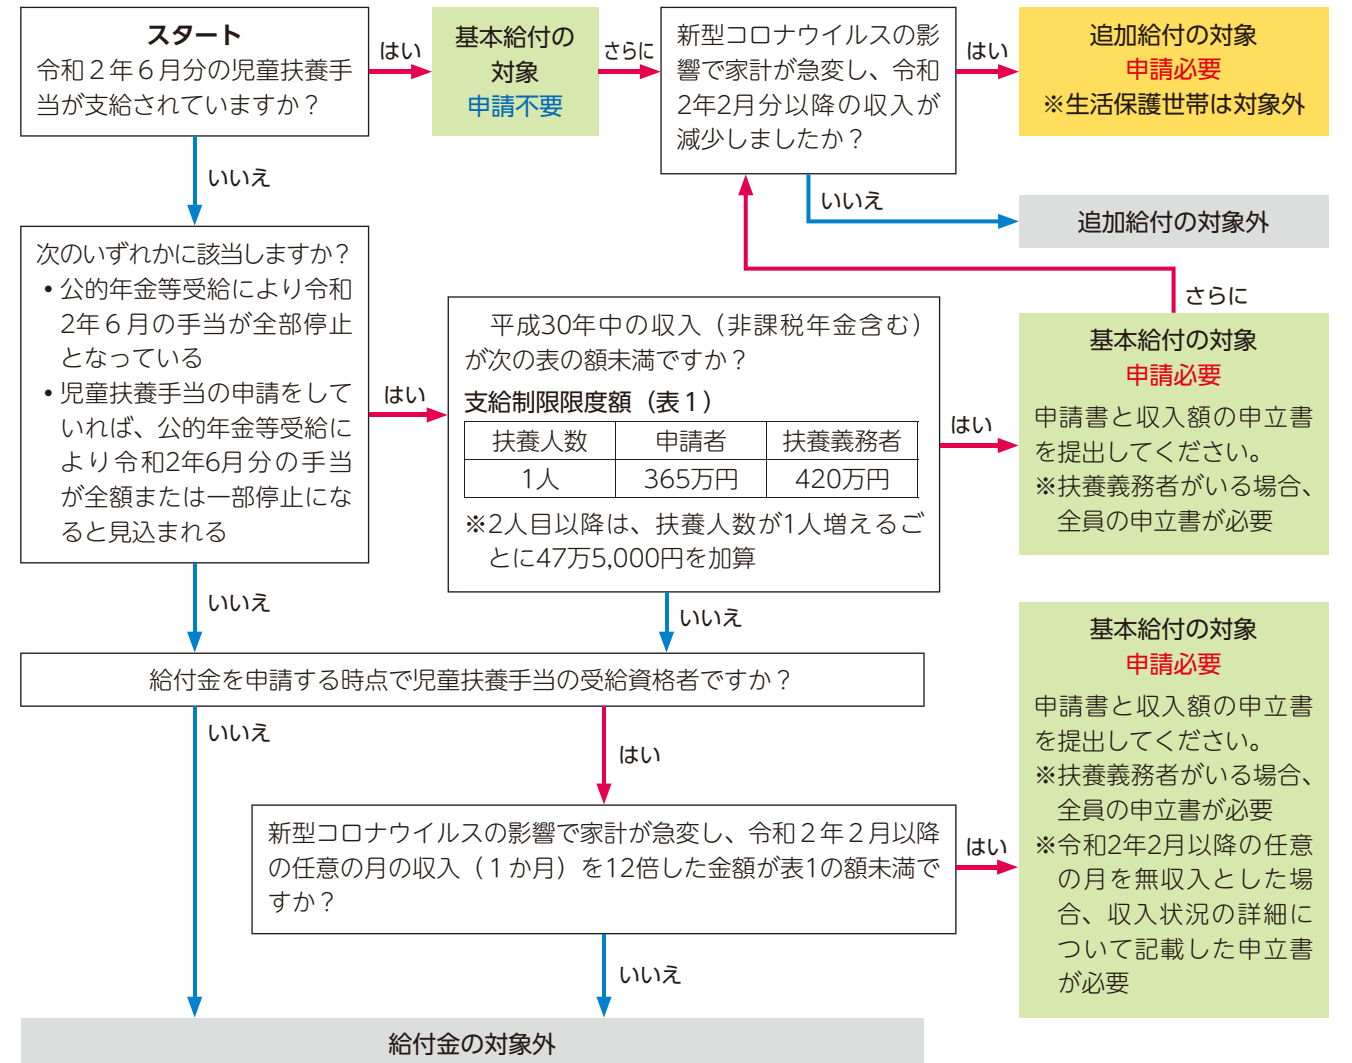 スタート
令和２年６月分の児童扶養手
当が支給されていますか？
はい
基本給付の
対象
申請不要
さらに
新型コロナウイルスの影
響で家計が急変し、令和
2年2月分以降の収入が
減少しましたか？
はい
追加給付の対象
申請必要
※生活保護世帯は対象外
いいえ
追加給付の対象外
いいえ
次のいずれかに該当しますか？
•公的年金等受給により令和
2年６月の手当が全部停止
となっている
•児童扶養手当の申請をして
いれば、公的年金等受給に
より令和2年6月分の手当
が全額または一部停止にな
ると見込まれる
はい
平成30年中の収入（非課税年金含む）
が次の表の額未満ですか？
支給制限限度額（表１）
扶養人数 申請者 扶養義務者
1人 365万円 420万円
※2人目以降は、扶養人数が1人増えるご
とに47万5,000円を加算
はい
さらに
基本給付の対象
申請必要
申請書と収入額の申立書
を提出してください。
※扶養義務者がいる場合、
全員の申立書が必要
いいえ
いいえ
給付金を申請する時点で児童扶養手当の受給資格者ですか？
いいえ
はい
新型コロナウイルスの影響で家計が急変し、令和２年２月以降
の任意の月の収入（１か月）を12倍した金額が表1の額未満で
すか？
はい
基本給付の対象
申請必要
申請書と収入額の申立書
を提出してください。
※扶養義務者がいる場合、
全員の申立書が必要
※令和2年2月以降の任意
の月を無収入とした場
合、収入状況の詳細に
ついて記載した申立書
が必要
いいえ
給付金の対象外